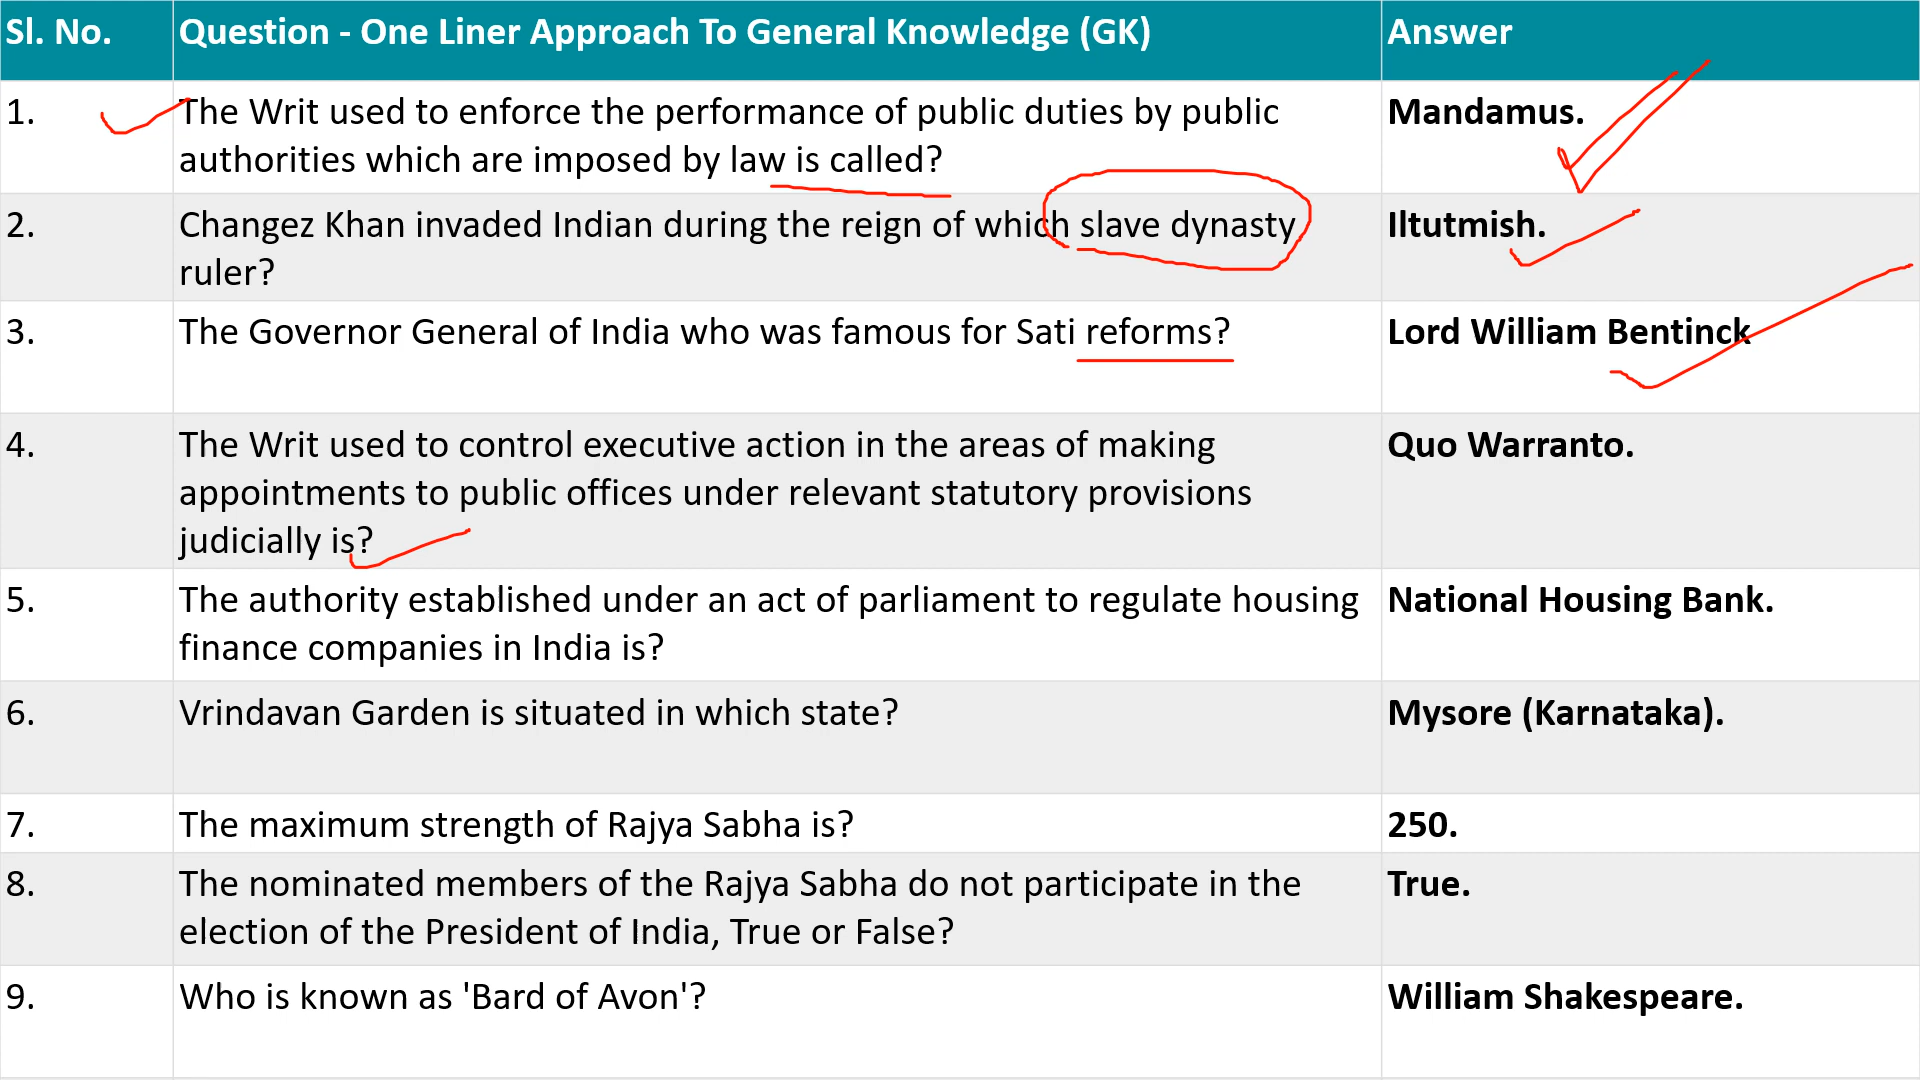 Sl. No. Question - One Liner Approach To General Knowledge (GK) Answer
1. The Writ used to enforce the performance of public duties by public Mandamus.
authorities which are imposed by law is called?
2. Changez Khan invaded Indian during the reign of which slave dynasty Iltutmish.
ruler?
3. The Governor General of India who was famous for Sati reforms? Lord William Bentinck
4. The Writ used to control executive action in the areas of making Quo Warranto.
appointments to public offices under relevant statutory provisions
judicially is?
5. The authority established under an act of parliament to regulate housing National Housing Bank.
finance companies in India is?
6. Vrindavan Garden is situated in which state? Mysore (Karnataka).
7. The maximum strength of Rajya Sabha is? 250.
8. The nominated members of the Rajya Sabha do not participate in the True.
election of the President of India, True or False?
9. Who is known as 'Bard of Avon'? William Shakespeare.